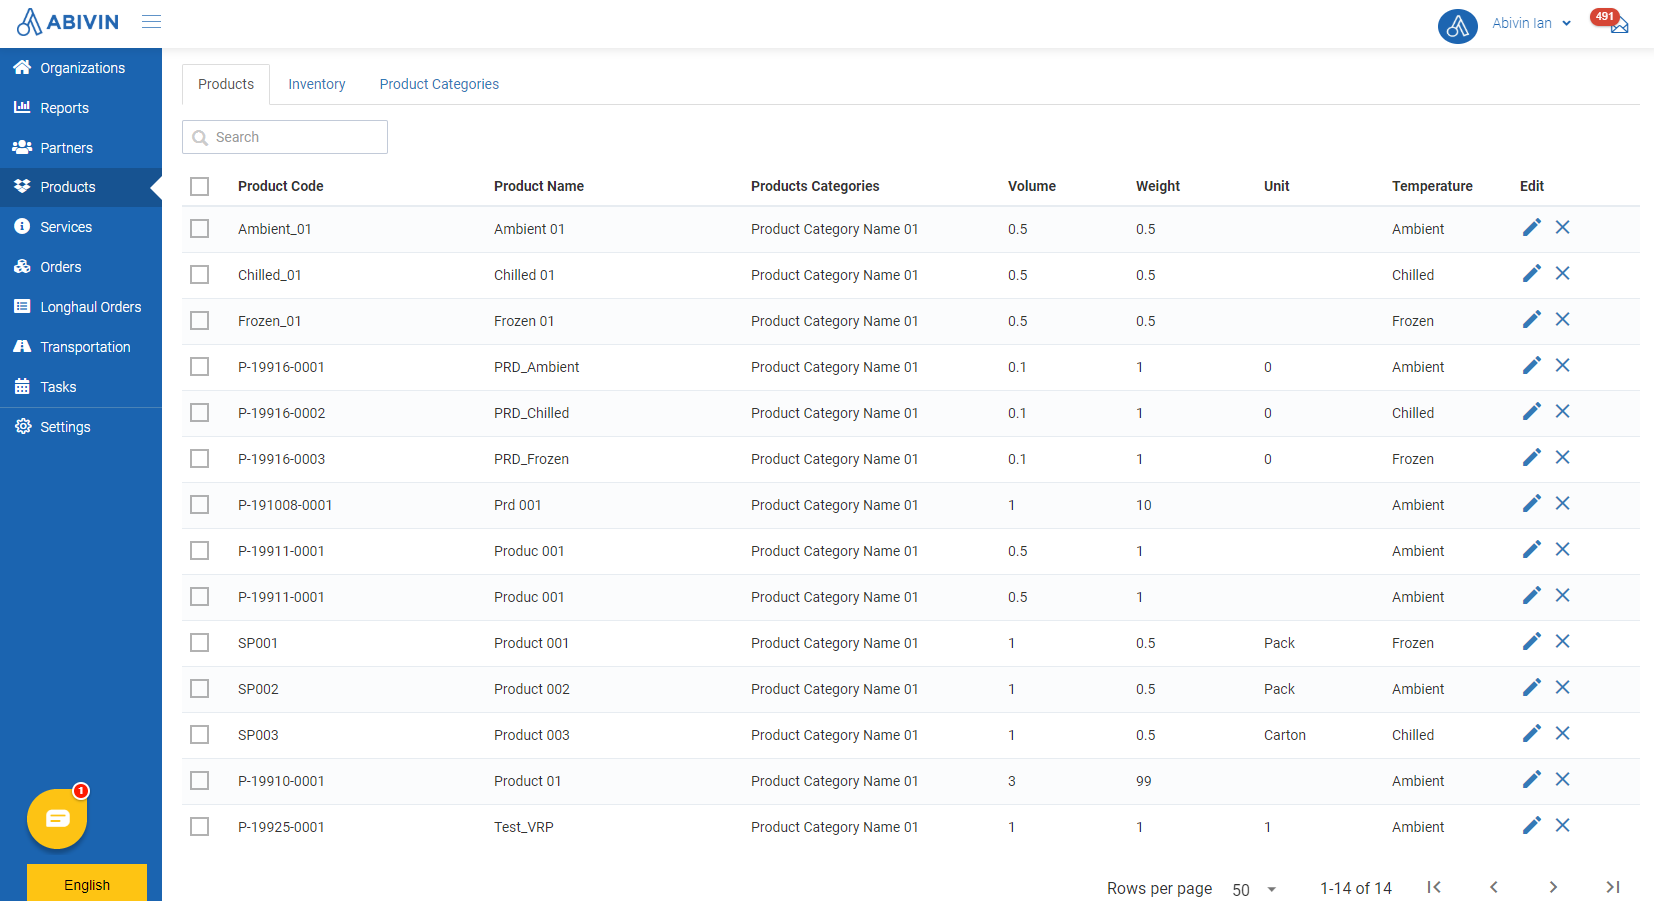 ABIVIN
Abivin Ian
491
Organizations
Reports
Partners
Products
Services
Orders
Longhaul Orders
Transportation
Tasks
Settings
1
English
Products Inventory Product Categories
Search
Product Code Product Name Products Categories Volume Weight Unit Temperature Edit
Ambient_01 Ambient 01 Product Category Name 01 0.5 0.5 Ambient
Chilled_01 Chilled 01 Product Category Name 01 0.5 0.5 Chilled
Frozen_01 Frozen 01 Product Category Name 01 0.5 0.5 Frozen
P-19916-0001 PRD_Ambient Product Category Name 01 0.1 1 0 Ambient
P-19916-0002 PRD_Chilled Product Category Name 01 0.1 1 0 Chilled
P-19916-0003 PRD_Frozen Product Category Name 01 0.1 1 0 Frozen
P-191008-0001 Prd 001 Product Category Name 01 1 10 Ambient
P-19911-0001 Produc 001 Product Category Name 01 0.5 1 Ambient
P-19911-0001 Produc 001 Product Category Name 01 0.5 1 Ambient
SP001 Product 001 Product Category Name 01 1 0.5 Pack Frozen
SP002 Product 002 Product Category Name 01 1 0.5 Pack Ambient
SP003 Product 003 Product Category Name 01 1 0.5 Carton Chilled
P-19910-0001 Product 01 Product Category Name 01 3 99 Ambient
P-19925-0001 Test_VRP Product Category Name 01 1 1 1 Ambient
Rows per page 50 1-14 of 14